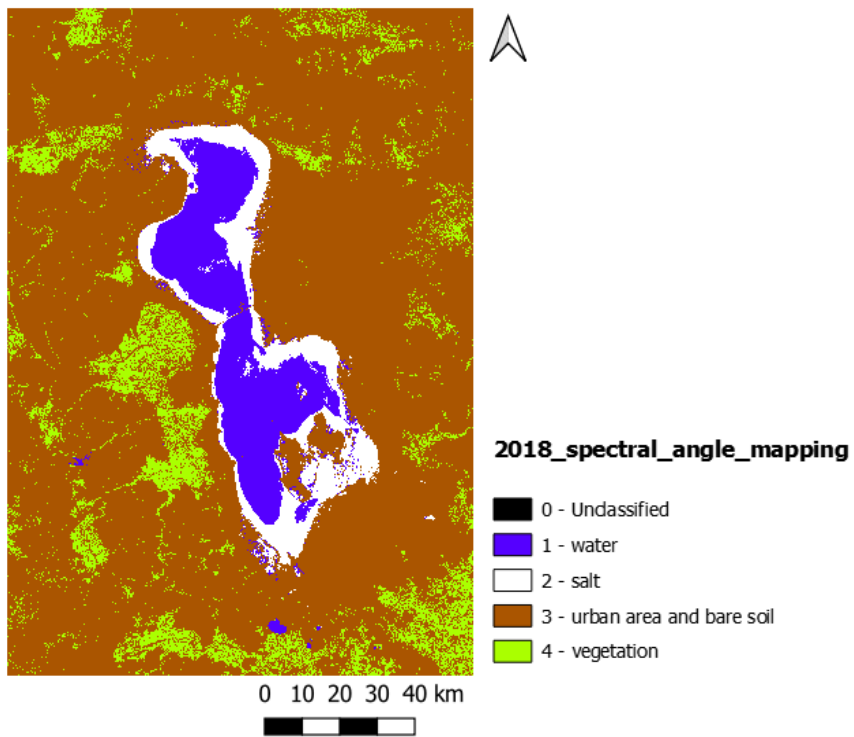 2018_spectral_angle_mapping
0 - Unclassified
1 - water
2 - salt
3 - urban area and bare soil
4 - vegetation
0 10 20 30 40 km